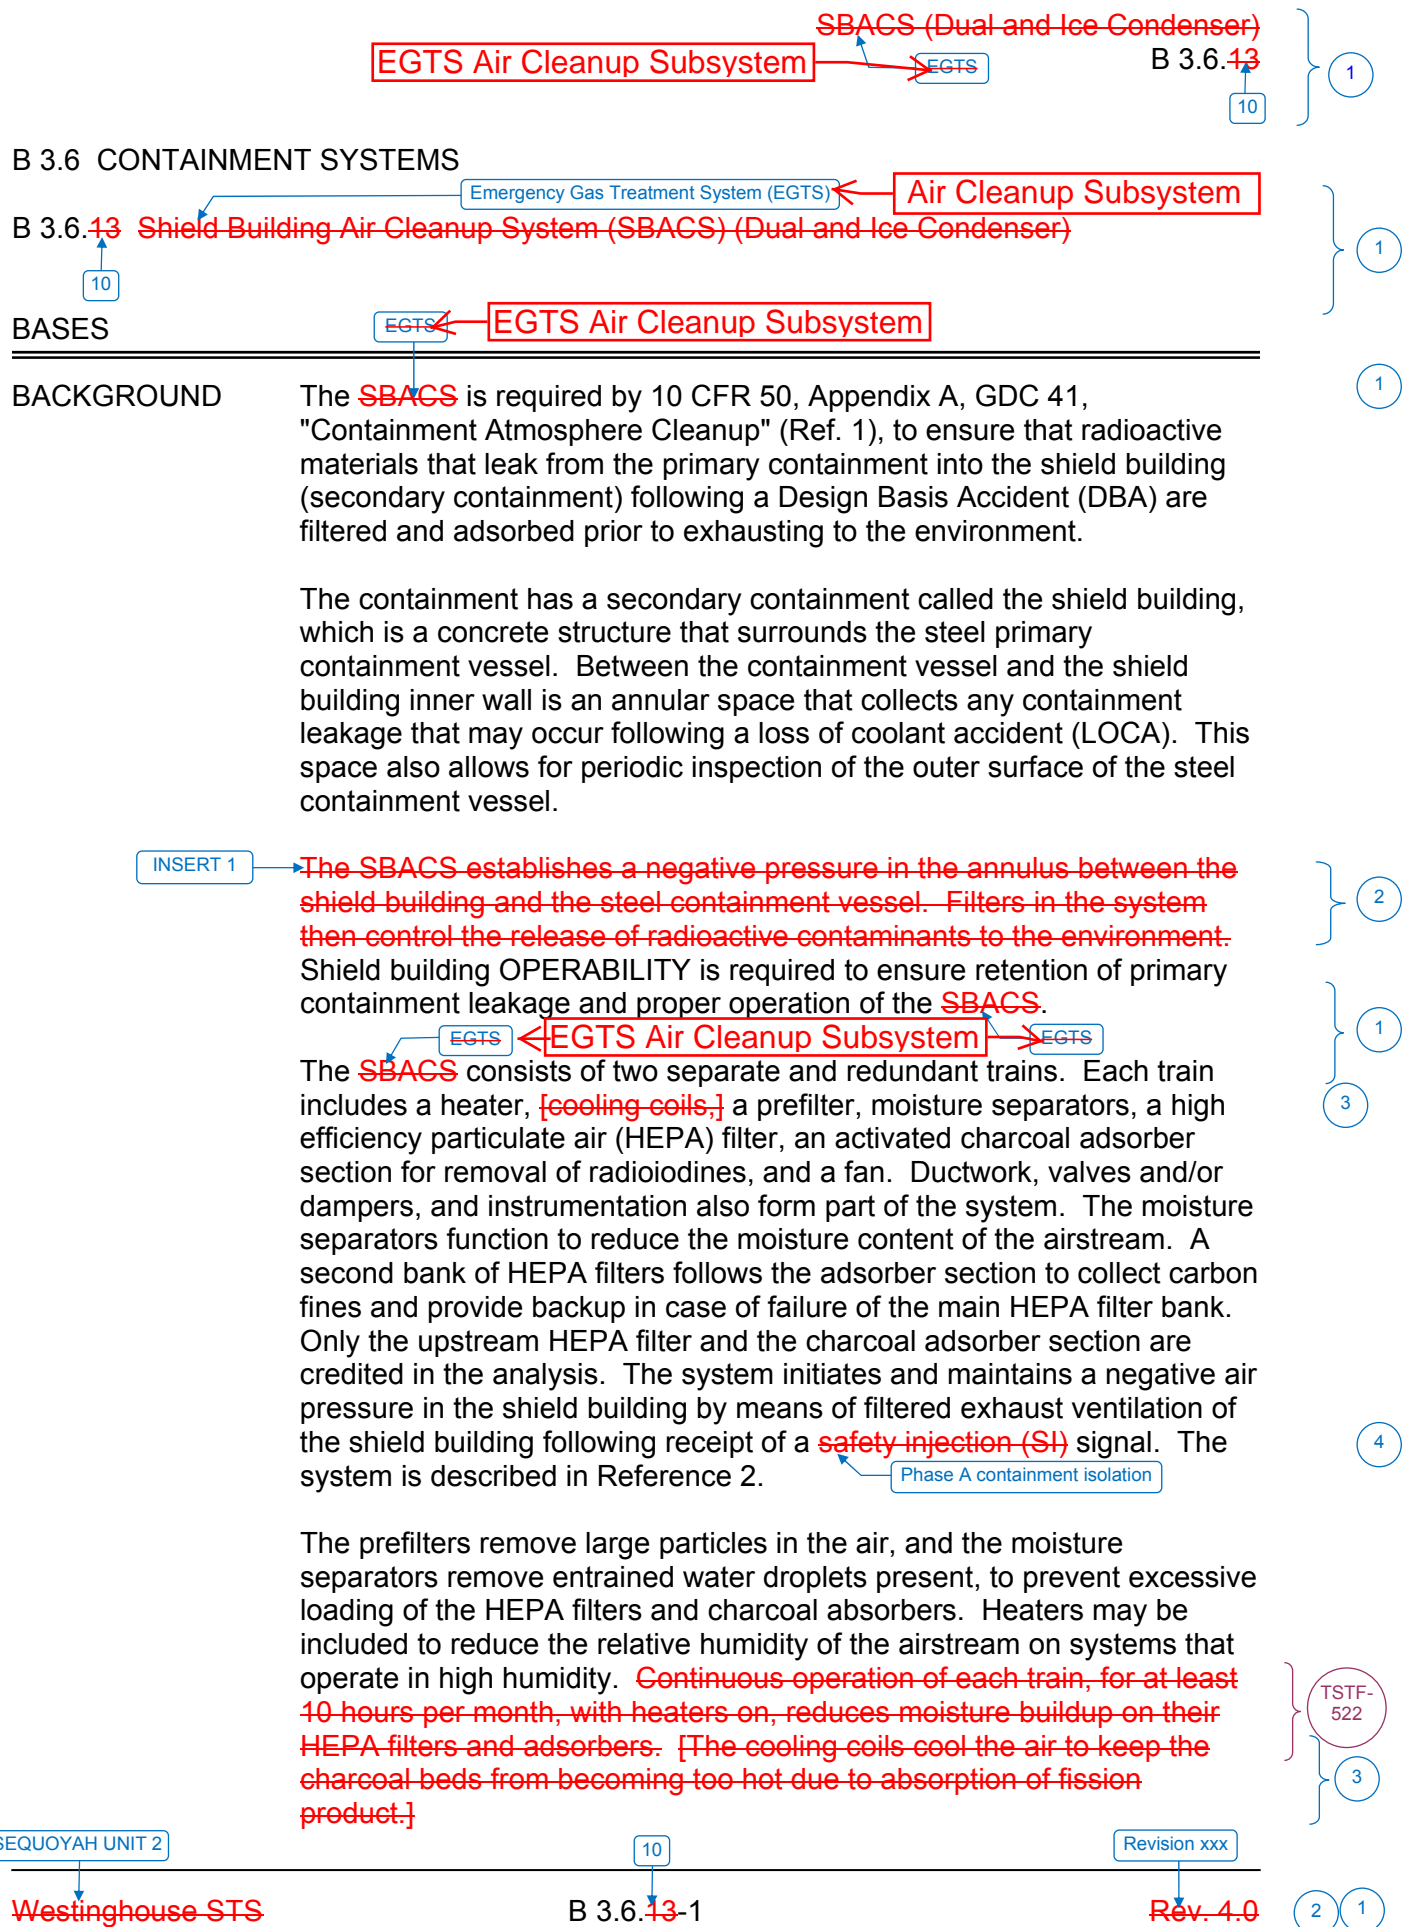 SBACS (Dual and Ice Condenser)
EGTS Air Cleanup Subsystem
EGTS
B 3.6.13
1
10
B 3.6 CONTAINMENT SYSTEMS
Emergency Gas Treatment System (EGTS)
Air Cleanup Subsystem
B 3.6.13 Shield Building Air Cleanup System (SBACS) (Dual and Ice Condenser)
1
10
BASES
EGTS
EGTS Air Cleanup Subsystem
BACKGROUND
1
The SBACS is required by 10 CFR 50, Appendix A, GDC 41,
"Containment Atmosphere Cleanup" (Ref. 1), to ensure that radioactive
materials that leak from the primary containment into the shield building
(secondary containment) following a Design Basis Accident (DBA) are
filtered and adsorbed prior to exhausting to the environment.
The containment has a secondary containment called the shield building,
which is a concrete structure that surrounds the steel primary
containment vessel. Between the containment vessel and the shield
building inner wall is an annular space that collects any containment
leakage that may occur following a loss of coolant accident (LOCA). This
space also allows for periodic inspection of the outer surface of the steel
containment vessel.
INSERT 1
The SBACS establishes a negative pressure in the annulus between the
shield building and the steel containment vessel. Filters in the system
2
then control the release of radioactive contaminants to the environment.
Shield building OPERABILITY is required to ensure retention of primary
containment leakage and proper operation of the SBACS.
EGTS
EGTS Air Cleanup Subsystem
EGTS
1
The SBACS consists of two separate and redundant trains. Each train
includes a heater, [cooling coils,] a prefilter, moisture separators, a high
3
efficiency particulate air (HEPA) filter, an activated charcoal adsorber
section for removal of radioiodines, and a fan. Ductwork, valves and/or
dampers, and instrumentation also form part of the system. The moisture
separators function to reduce the moisture content of the airstream. A
second bank of HEPA filters follows the adsorber section to collect carbon
fines and provide backup in case of failure of the main HEPA filter bank.
Only the upstream HEPA filter and the charcoal adsorber section are
credited in the analysis. The system initiates and maintains a negative air
pressure in the shield building by means of filtered exhaust ventilation of
the shield building following receipt of a safety injection (SI) signal. The
4
system is described in Reference 2.
Phase A containment isolation
The prefilters remove large particles in the air, and the moisture
separators remove entrained water droplets present, to prevent excessive
loading of the HEPA filters and charcoal absorbers. Heaters may be
included to reduce the relative humidity of the airstream on systems that
operate in high humidity. Continuous operation of each train, for at least
10 hours per month, with heaters on, reduces moisture buildup on their
TSTF-
522
HEPA filters and adsorbers. [The cooling coils cool the air to keep the
charcoal beds from becoming too hot due to absorption of fission
3
product.]
SEQUOYAH UNIT 2
10
Revision xxx
Westinghouse STS
B 3.6.13-1
Rev. 4.0
2
1